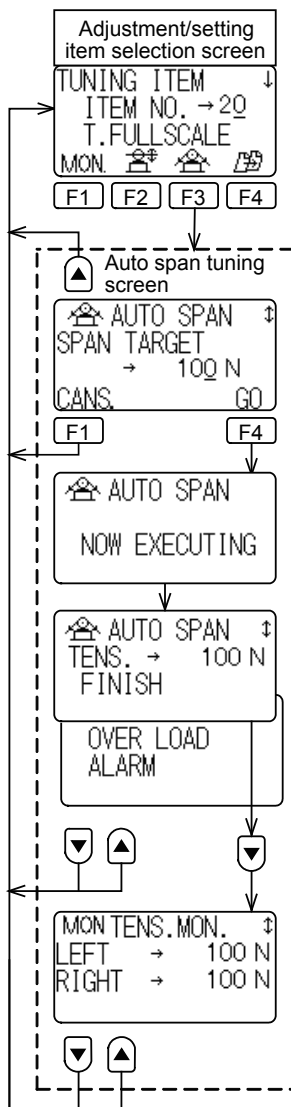 Adjustment/setting
item selection screen
TUNING ITEM ↓
ITEM NO. → 20
T.FULLSCALE
MON.
F1 F2 F3 F4
▲ Auto span tuning
screen
AUTO SPAN ↕
SPAN TARGET
→ 100 N
CANS. GO
F1 F4
AUTO SPAN
NOW EXECUTING
AUTO SPAN ↕
TENS. → 100 N
FINISH
OVER LOAD
ALARM
▼ ▲ ▼
MON TENS.MON. ↕
LEFT → 100 N
RIGHT → 100 N
▼ ▲